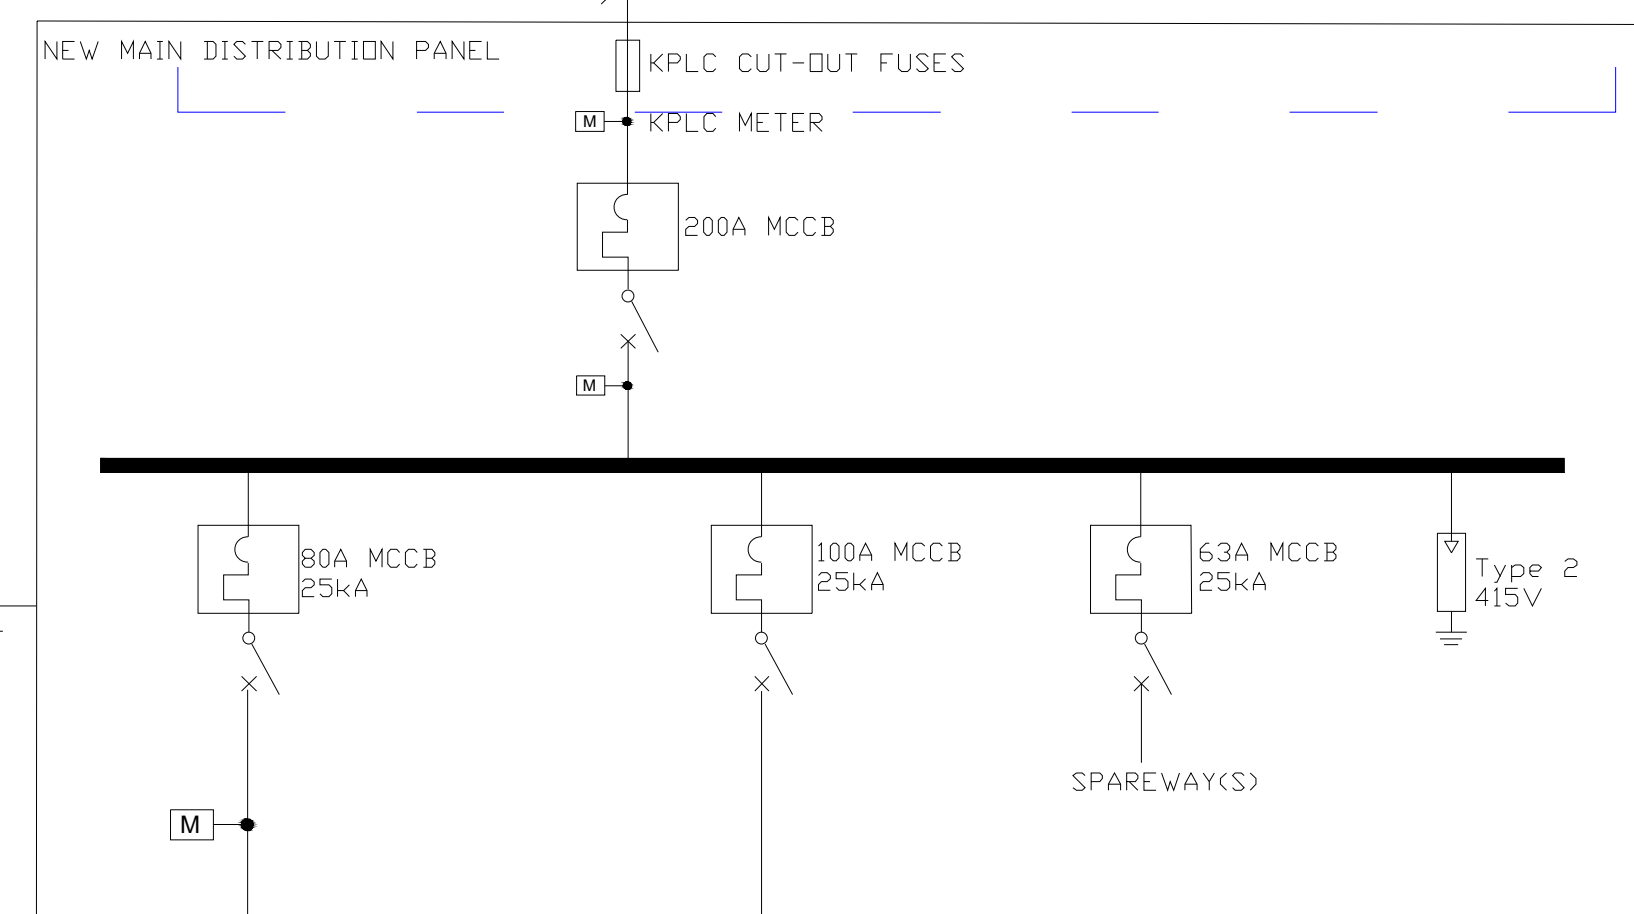 NEW MAIN DISTRIBUTION PANEL
KPLC CUT-OUT FUSES
M
KPLC METER
200A MCCB
M
80A MCCB
25kA
100A MCCB
25kA
63A MCCB
25kA
Type 2
415V
SPAREWAY(S)
M